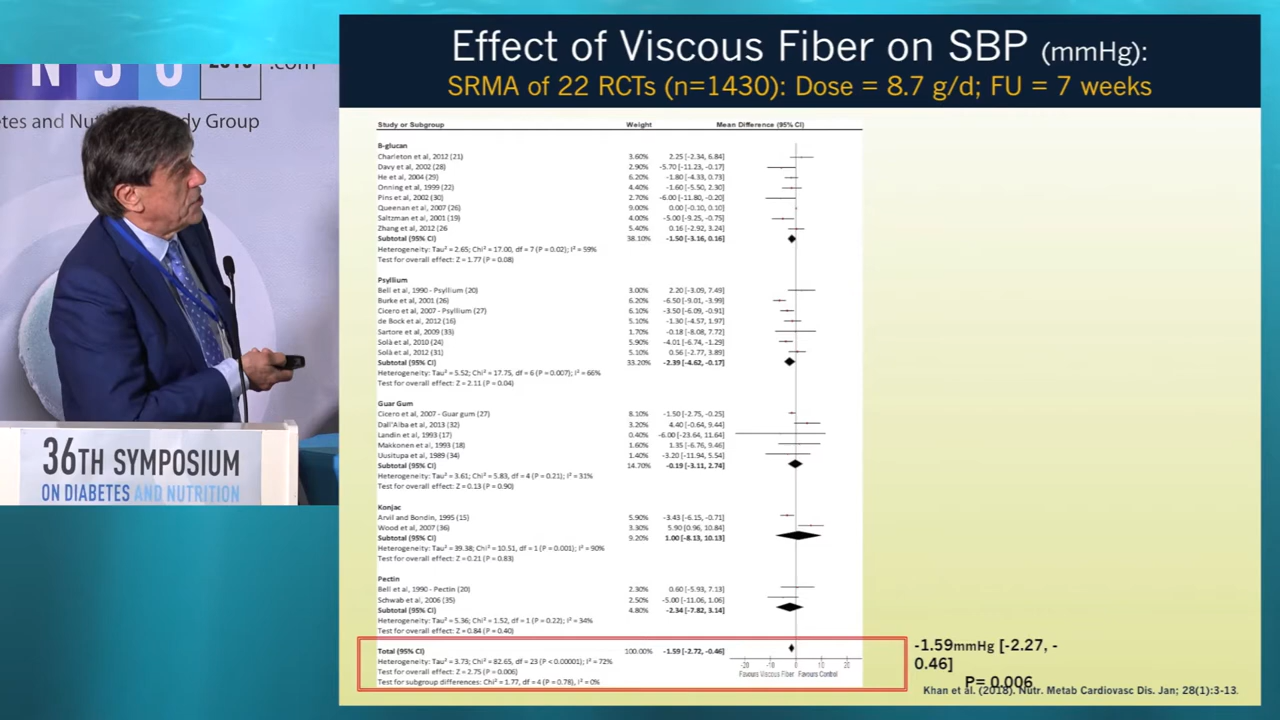 .com
etes and Nu
dy Group
36TH SYMPOSIUM
ON DIABETES AND NUTRITION
Effect of Viscous Fiber on SBP (mmHg):
SRMA of 22 RCTs (n=1430): Dose = 8.7 g/d; FU = 7 weeks
Study or Subgroup Weight Mean Difference (95% CI)
B-glucan
Charleton et al, 2012 (21) 3.60% 2.25 [-2.34, 6.84]
Davy et al, 2002 (28) 2.90% -5.70 [-11.23, -0.17]
He et al, 2004 (29) 6.20% -1.80 [-4.33, 0.73]
Onning et al, 1999 (22) 4.40% -1.60 [-5.50, 2.30]
Pins et al, 2002 (30) 2.70% -6.00 [-11.80, -0.20]
Queenan et al, 2007 (26) 9.00% 0.00 [-0.10, 0.10]
Saltzman et al, 2001 (19) 4.00% -5.00 [-9.25, -0.75]
Zhang et al, 2012 (26 5.40% 0.16 [-2.92, 3.24]
Subtotal (95% CI) 38.10% -1.50 [-3.16, 0.16]
Heterogeneity: Tau² = 2.65; Chi² = 17.00, df = 7 (P = 0.02); I² = 59%
Test for overall effect: Z = 1.77 (P = 0.08)
Psyllium
Bell et al, 1990 - Psyllium (20) 3.00% 2.20 [-3.09, 7.49]
Burke et al, 2001 (26) 6.20% -6.50 [-9.01, -3.99]
Cicero et al, 2007 - Psyllium (27) 6.10% -3.50 [-6.09, -0.91]
de Bock et al, 2012 (16) 5.10% -1.30 [-4.57, 1.97]
Sartore et al, 2009 (33) 1.70% -0.18 [-8.08, 7.72]
Solà et al, 2010 (24) 5.90% -4.01 [-6.74, -1.29]
Solà et al, 2012 (31) 5.10% 0.56 [-2.77, 3.89]
Subtotal (95% CI) 33.20% -2.39 [-4.62, -0.17]
Heterogeneity: Tau² = 5.52; Chi² = 17.75, df = 6 (P = 0.007); I² = 66%
Test for overall effect: Z = 2.11 (P = 0.04)
Guar Gum
Cicero et al, 2007 - Guar gum (27) 8.10% -1.50 [-2.75, -0.25]
Dall'Alba et al, 2013 (32) 3.20% 4.40 [-0.64, 9.44]
Landin et al, 1993 (17) 0.40% -6.00 [-23.64, 11.64]
Makkonen et al, 1993 (18) 1.60% 1.35 [-6.76, 9.46]
Uusitupa et al, 1989 (34) 1.40% -3.20 [-11.94, 5.54]
Subtotal (95% CI) 14.70% -0.19 [-3.11, 2.74]
Heterogeneity: Tau² = 3.61; Chi² = 5.83, df = 4 (P = 0.21); I² = 31%
Test for overall effect: Z = 0.13 (P = 0.90)
Konjac
Arvil and Bondin, 1995 (15) 5.90% -3.43 [-6.15, -0.71]
Wood et al, 2007 (36) 3.30% 5.90 [0.96, 10.84]
Subtotal (95% CI) 9.20% 1.00 [-8.13, 10.13]
Heterogeneity: Tau² = 39.38; Chi² = 10.51, df = 1 (P = 0.001); I² = 90%
Test for overall effect: Z = 0.21 (P = 0.83)
Pectin
Bell et al, 1990 - Pectin (20) 2.30% 0.60 [-5.93, 7.13]
Schwab et al, 2006 (35) 2.50% -5.00 [-11.06, 1.06]
Subtotal (95% CI) 4.80% -2.34 [-7.82, 3.14]
Heterogeneity: Tau² = 5.36; Chi² = 1.52, df = 1 (P = 0.22); I² = 34%
Test for overall effect: Z = 0.84 (P = 0.40)
Total (95% CI) 100.00% -1.59 [-2.72, -0.46]
Heterogeneity: Tau² = 3.73; Chi² = 82.65, df = 23 (P < 0.00001); I² = 72%
Test for overall effect: Z = 2.75 (P = 0.006)
Test for subgroup differences: Chi² = 1.77, df = 4 (P = 0.78), I² = 0%
-20 -10 0 10 20
Favours Viscous Fiber Favours Control
-1.59mmHg [-2.27, -
0.46]
P= 0.006
Khan et al. (2018). Nutr. Metab Cardiovasc Dis. Jan; 28(1):3-13.